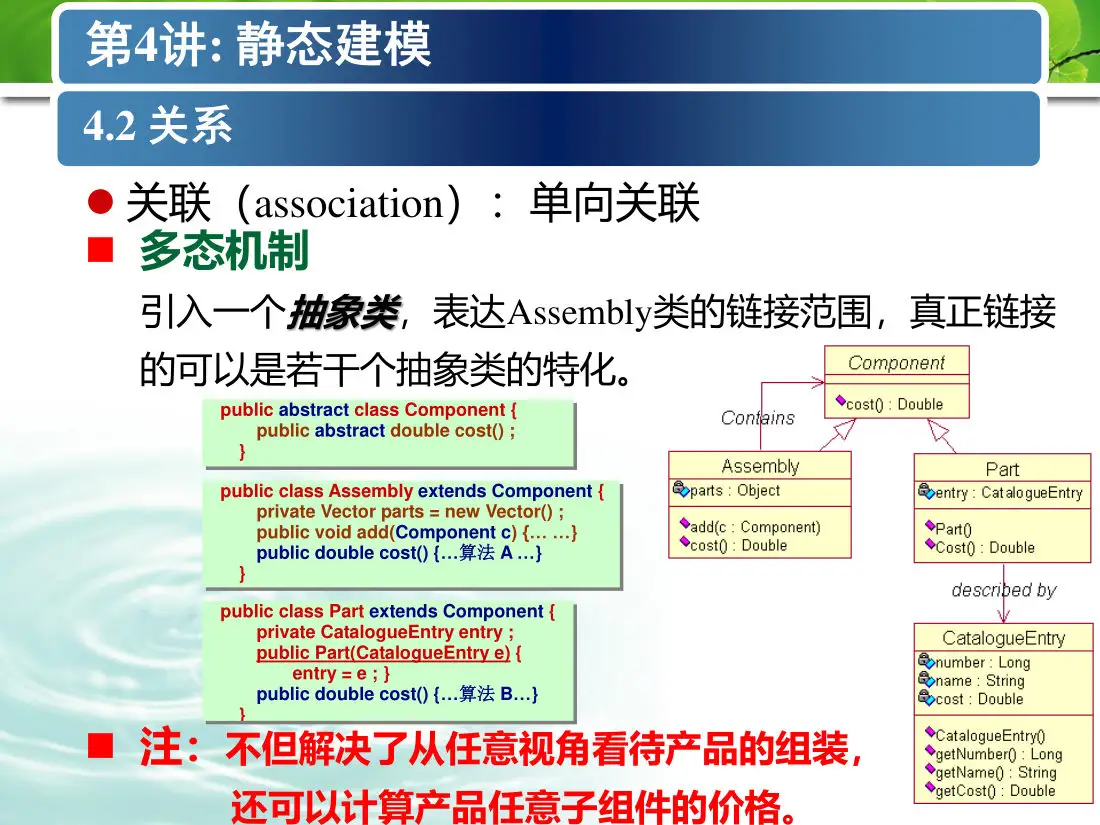 第4讲: 静态建模
4.2 关系
关联（association）：单向关联
多态机制
引入一个抽象类，表达Assembly类的链接范围，真正链接
的可以是若干个抽象类的特化。
public abstract class Component {
public abstract double cost() ;
}
public class Assembly extends Component {
private Vector parts = new Vector() ;
public void add(Component c) {… …}
public double cost() {…算法 A …}
}
public class Part extends Component {
private CatalogueEntry entry ;
public Part(CatalogueEntry e) {
entry = e ; }
public double cost() {…算法 B…}
}
Component
cost() : Double
Contains
Assembly
parts : Object
add(c : Component)
cost() : Double
Part
entry : CatalogueEntry
Part()
Cost() : Double
described by
CatalogueEntry
number : Long
name : String
cost : Double
CatalogueEntry()
getNumber() : Long
getName() : String
getCost() : Double
注：不但解决了从任意视角看待产品的组装，
还可以计算产品任意子组件的价格。